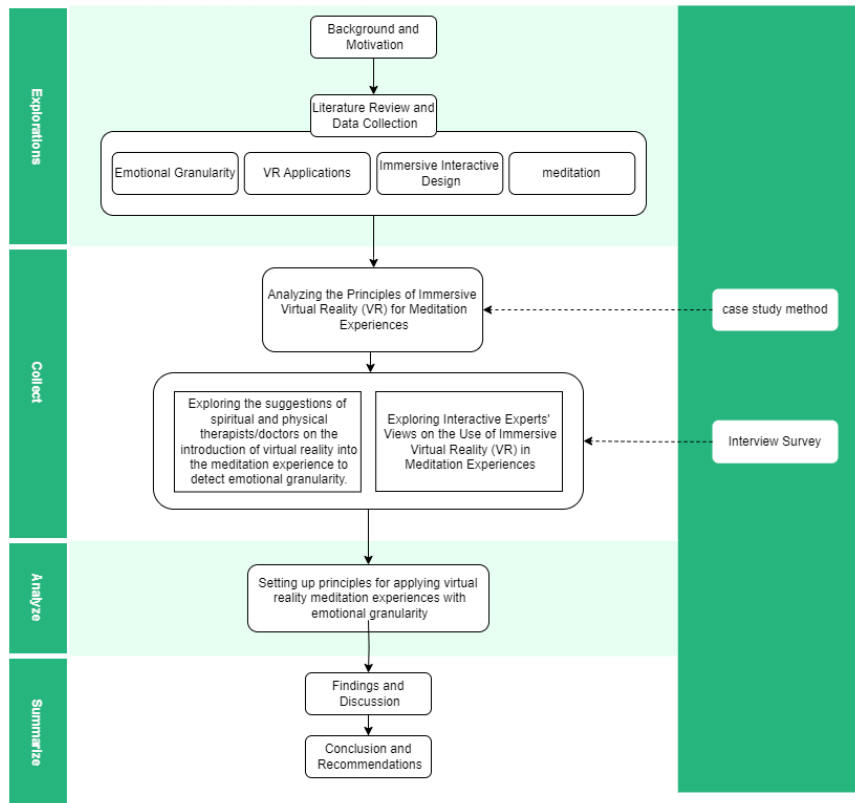 Explorations
Background and
Motivation
Literature Review and
Data Collection
Emotional Granularity
VR Applications
Immersive Interactive
Design
meditation
Collect
Analyzing the Principles of Immersive
Virtual Reality (VR) for Meditation
Experiences
case study method
Exploring the suggestions of
spiritual and physical
therapists/doctors on the
introduction of virtual reality into
the meditation experience to
detect emotional granularity.
Exploring Interactive Experts'
Views on the Use of Immersive
Virtual Reality (VR) in
Meditation Experiences
Interview Survey
Analyze
Setting up principles for applying virtual
reality meditation experiences with
emotional granularity
Summarize
Findings and
Discussion
Conclusion and
Recommendations